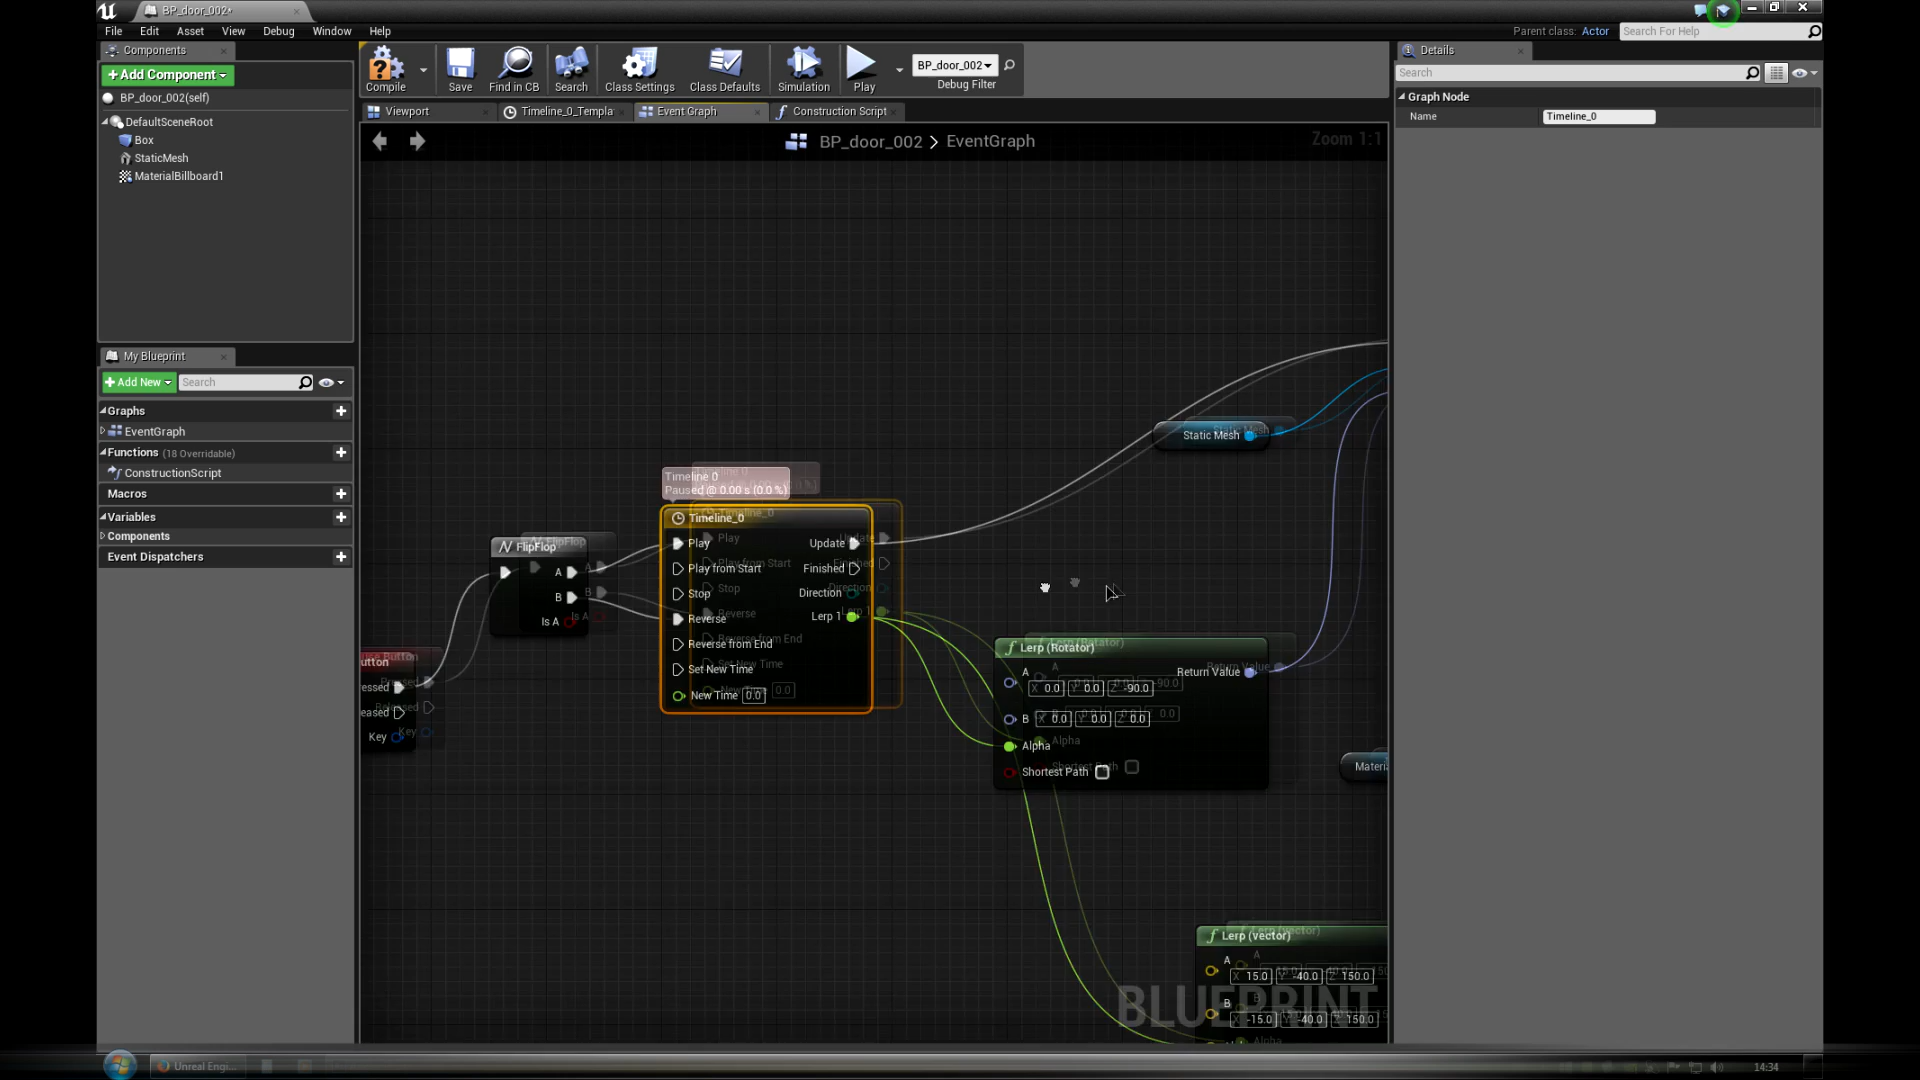 BP_door_002*
File Edit Asset View Debug Window Help
Parent class: Actor Search For Help
Components
Add Component
BP_door_002(self)
DefaultSceneRoot
Box
StaticMesh
MaterialBillboard1
Compile Save Find in CB Search Class Settings Class Defaults Simulation Play
BP_door_002
Debug Filter
Viewport Timeline_0_Templa Event Graph Construction Script
BP_door_002 > EventGraph
Zoom 1:1
Details
Search
Graph Node
Name Timeline_0
My Blueprint
Add New Search
Graphs
EventGraph
Functions (18 Overridable)
ConstructionScript
Macros
Variables
Components
Event Dispatchers
Static Mesh
Timeline 0
Paused @ 0.00 s (0.0 %)
Timeline_0
Play Update
Play from Start Finished
Stop Direction
Reverse Lerp 1
Reverse from End
Set New Time
New Time 0.0
FlipFlop
A
B
Is A
utton
essed
eased
Key
Lerp (Rotator)
A Return Value
X 0.0 Y 0.0 Z -90.0
B X 0.0 Y 0.0 Z 0.0
Alpha
Shortest Path
Materi
Lerp (vector)
A
X 15.0 Y -40.0 Z 150.0
B
X -15.0 Y -40.0 Z 150.0
BLUEPRINT
Unreal Engi...
14:34